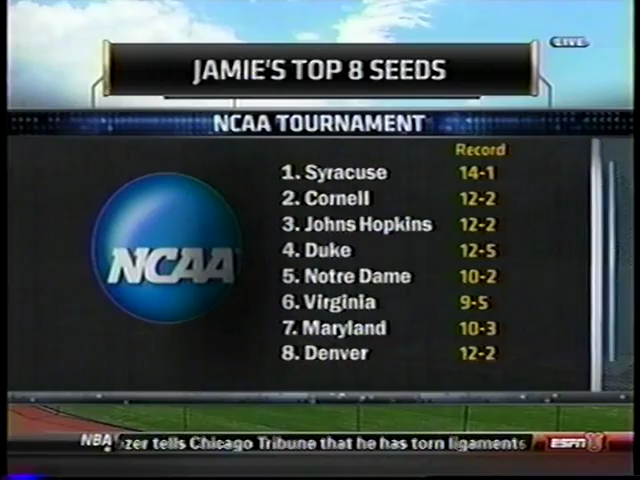 LIVE
JAMIE'S TOP 8 SEEDS
NCAA TOURNAMENT
Record
1. Syracuse 14-1
2. Cornell 12-2
3. Johns Hopkins 12-2
4. Duke 12-5
5. Notre Dame 10-2
6. Virginia 9-5
7. Maryland 10-3
8. Denver 12-2
NCAA
NBA zer tells Chicago Tribune that he has torn ligaments ESPN